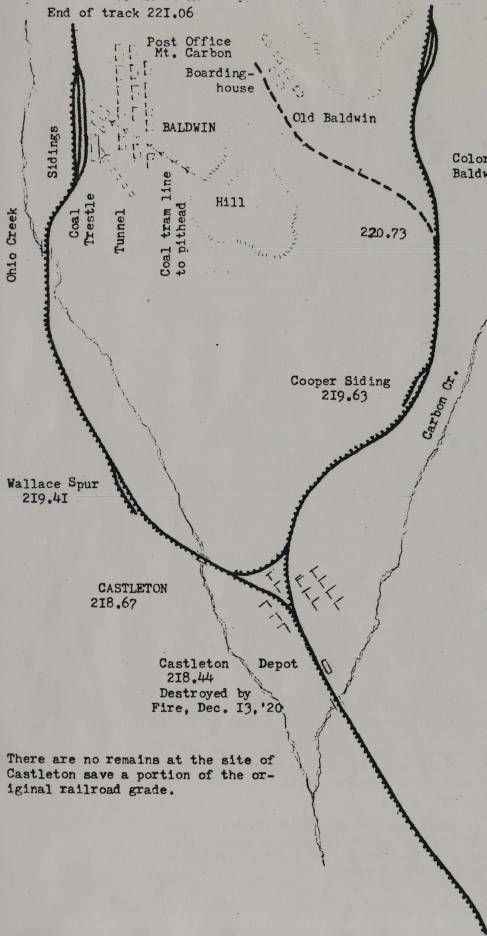 End of track 221.06
Post Office
Mt. Carbon
Boarding-
house
BALDWIN
Old Baldwin
Sidings
Coal
Trestle
Tunnel
Coal tram line
to pithead
Hill
220.73
Ohio Creek
Cooper Siding
219.63
Carbon Cr.
Wallace Spur
219.41
CASTLETON
218.67
Castleton Depot
218.44
Destroyed by
Fire, Dec. 13,'20
There are no remains at the site of
Castleton save a portion of the or-
iginal railroad grade.